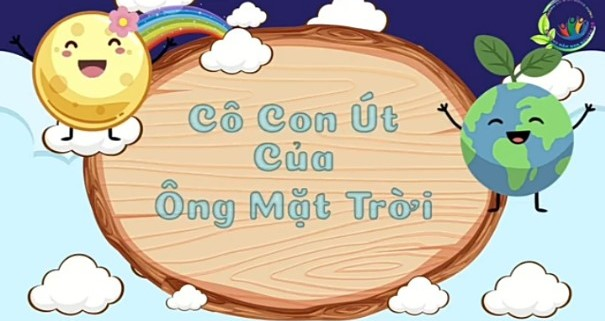 Cô Con Út
Của
Ông Mặt Trời